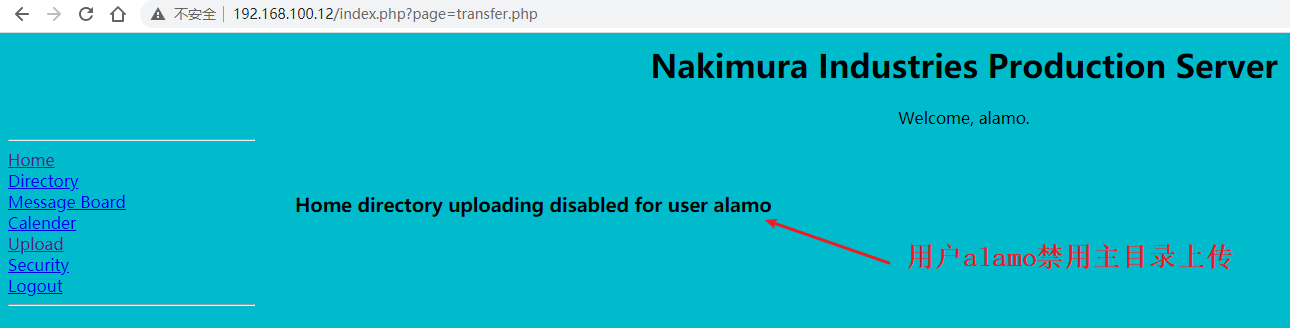 不安全 192.168.100.12/index.php?page=transfer.php
Nakimura Industries Production Server
Welcome, alamo.
Home
Directory
Message Board
Calender
Upload
Security
Logout
Home directory uploading disabled for user alamo
用户alamo禁用主目录上传